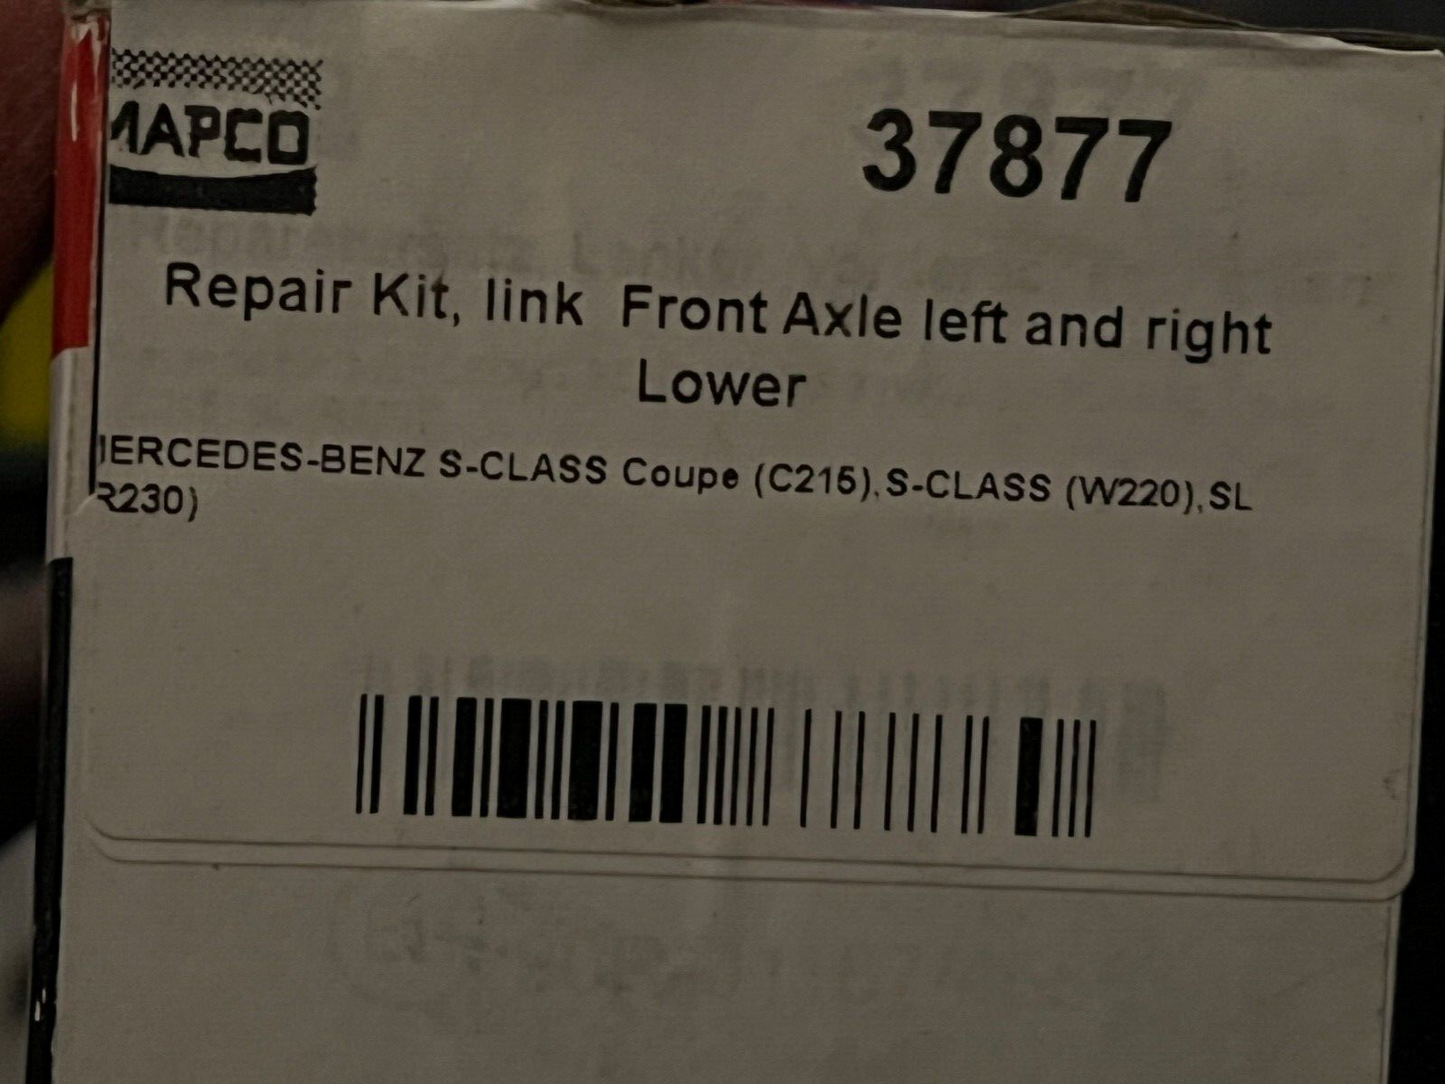 MAPCO
37877
Repair Kit, link Front Axle left and right
Lower
MERCEDES-BENZ S-CLASS Coupe (C215),S-CLASS (W220),SL
R230)